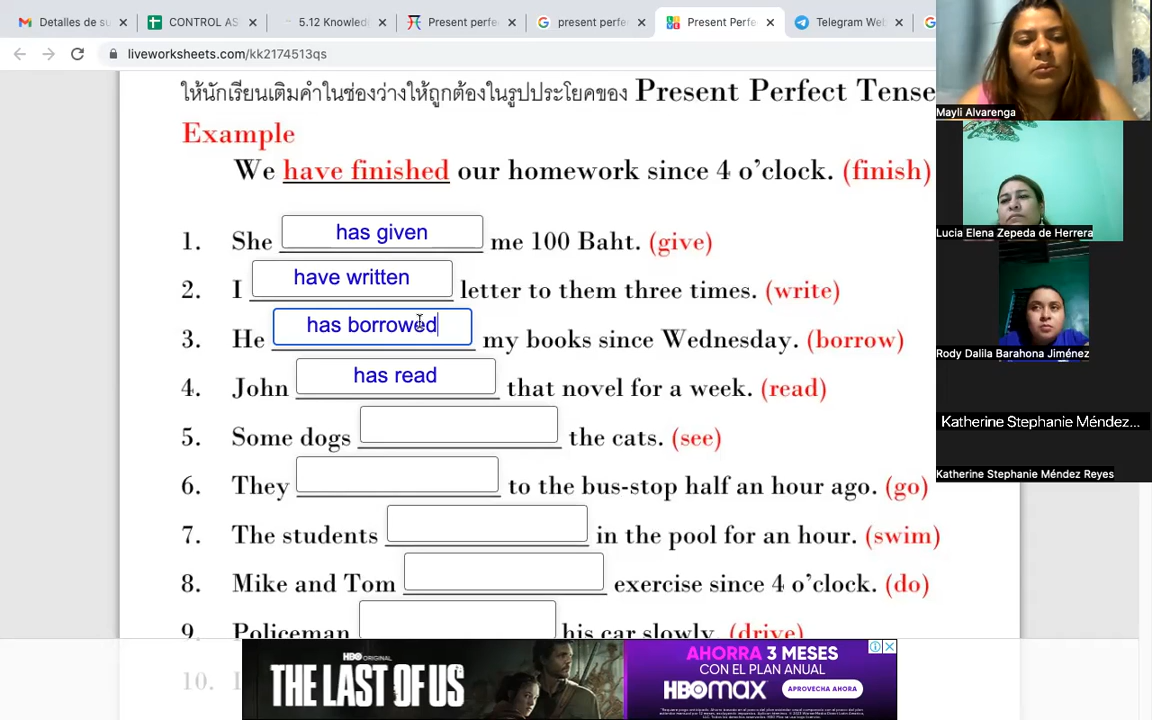 Detalles de su
CONTROL AS
5.12 Knowled
Present perfe
present perfe
Present Perfe
Telegram Web
liveworksheets.com/kk2174513qs
ให้นักเรียนเติมคำในช่องว่างให้ถูกต้องในรูปประโยคของ Present Perfect Tense
Example
We have finished our homework since 4 o'clock. (finish)
1. She has given me 100 Baht. (give)
2. I have written letter to them three times. (write)
3. He has borrowed my books since Wednesday. (borrow)
4. John has read that novel for a week. (read)
5. Some dogs the cats. (see)
6. They to the bus-stop half an hour ago. (go)
7. The students in the pool for an hour. (swim)
8. Mike and Tom exercise since 4 o'clock. (do)
9. Policeman his car slowly. (drive)
10.
Mayli Alvarenga
Lucia Elena Zepeda de Herrera
Rody Dalila Barahona Jiménez
Katherine Stephanie Méndez...
Katherine Stephanie Méndez Reyes
HBO ORIGINAL
THE LAST OF US
AHORRA 3 MESES
CON EL PLAN ANUAL
HBOMAX
APROVECHA AHORA